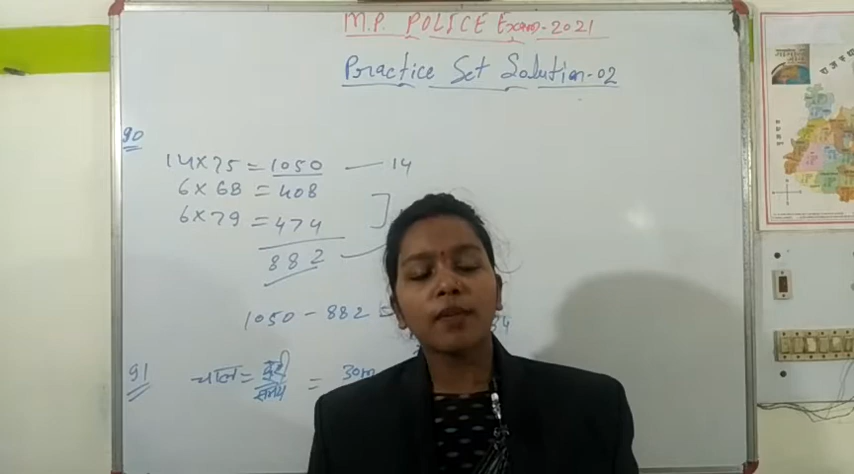 M.P. POLICE Exam-2021
Practice Set Solution-02
90
14×75 = 1050 — 14
6×68 = 408
6×79 = 474
882
1050 - 882 =
91
चाल = दूरी / समय = 30m